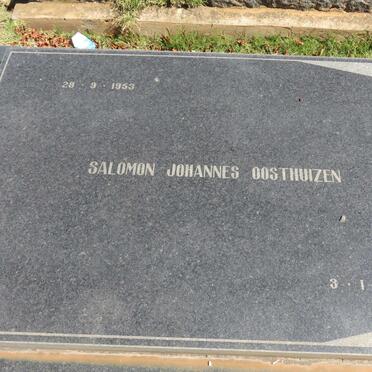 28 · 9 · 1953
SALOMON JOHANNES OOSTHUIZEN
3 · 1